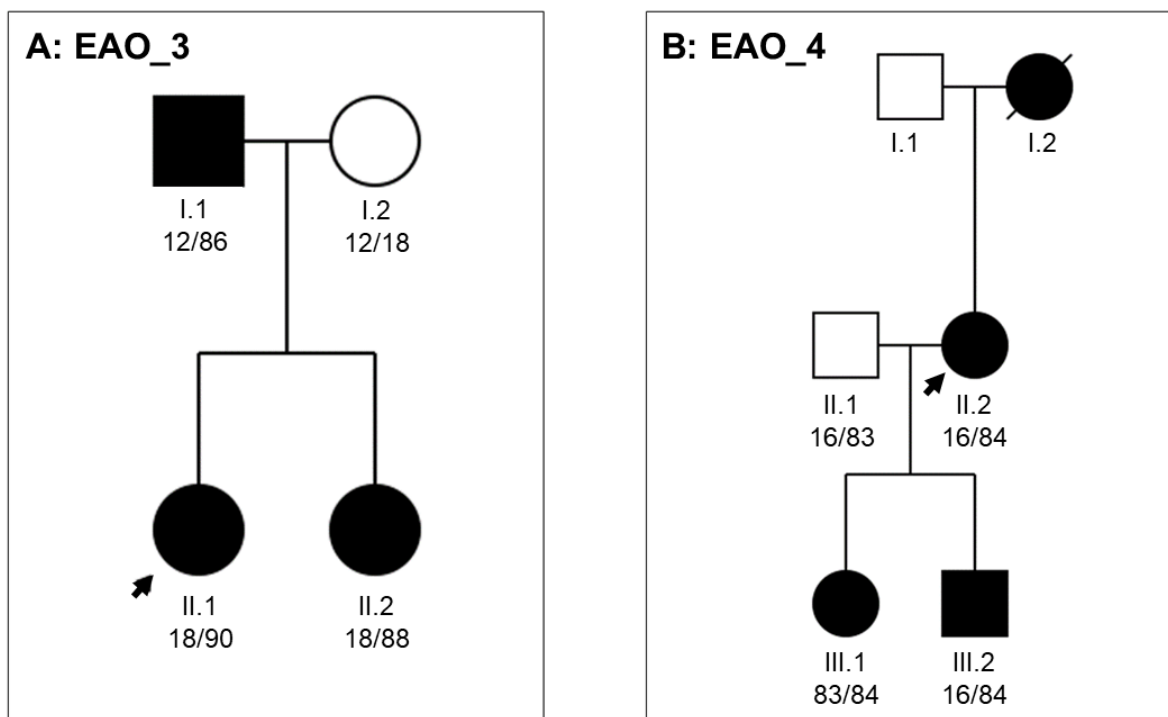 A: EAO_3
I.1
12/86
I.2
12/18
II.1
18/90
II.2
18/88
B: EAO_4
I.1
I.2
II.1
16/83
II.2
16/84
III.1
83/84
III.2
16/84